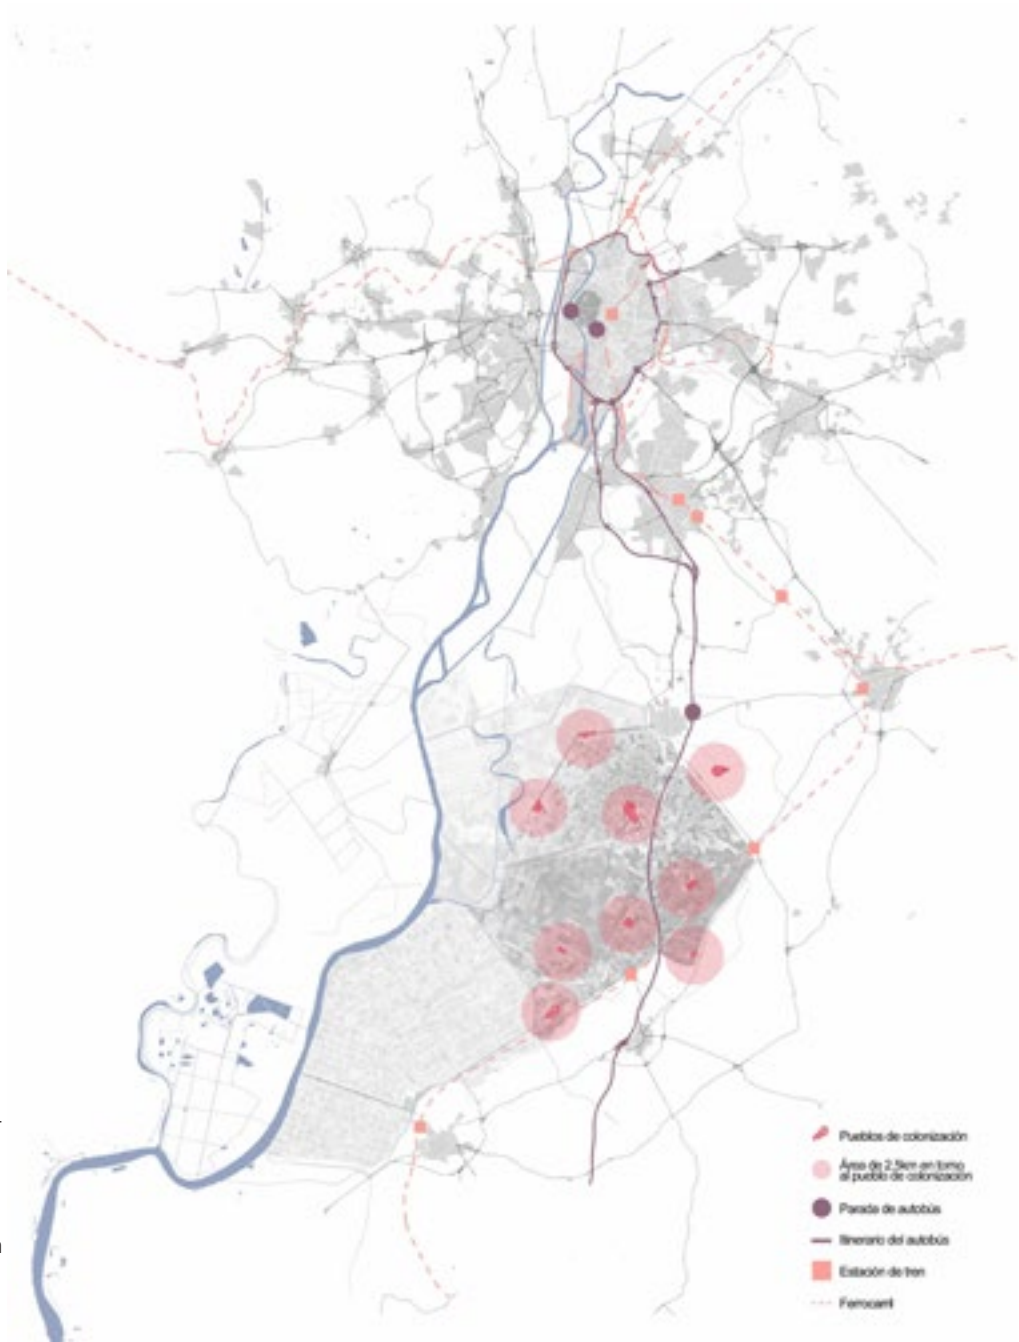 Pueblos de colonización
Área de 2,5km en torno
al pueblo de colonización
Parada de autobús
Itinerario del autobús
Estación de tren
Ferrocarril